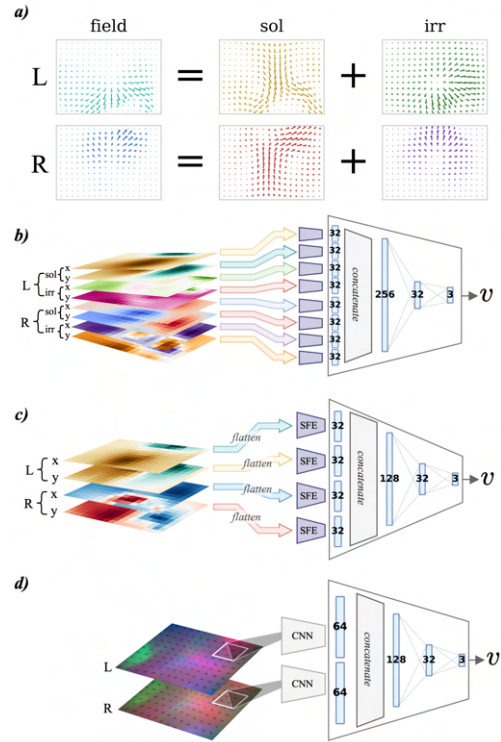 a)
field sol irr
L = +
R = +
b)
L sol x y
irr x y
R sol x y
irr x y
32
32
32
32
32
32
32
32
concatenate
256 32 3 v
c)
L x y
R x y
flatten
flatten
flatten
flatten
SFE 32
SFE 32
SFE 32
SFE 32
concatenate
128 32 3 v
d)
L
R
CNN
CNN
64
64
concatenate
128 32 3 v